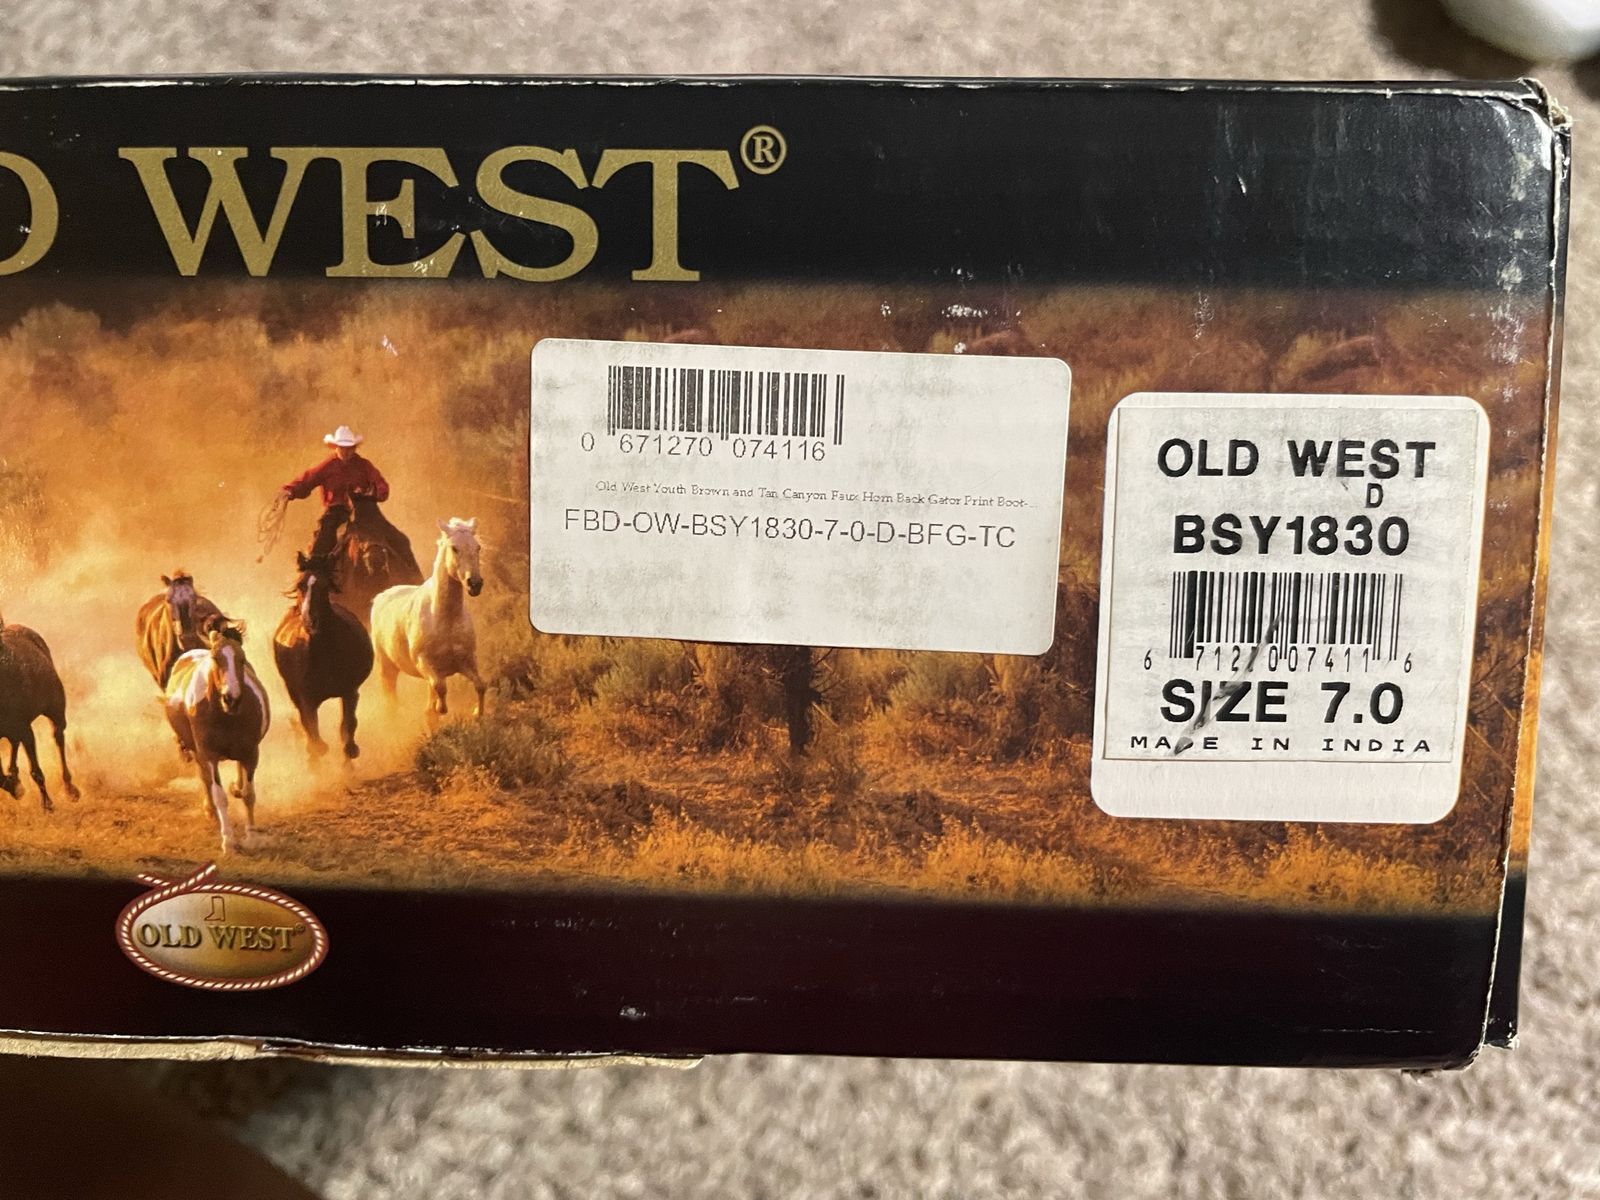 D WEST®
0 671270 074116
Old West Youth Brown and Tan Canyon Faux Horn Back Gator Print Boot-...
FBD-OW-BSY1830-7-0-D-BFG-TC
OLD WEST
D
BSY1830
6 71270 07411 6
SIZE 7.0
MADE IN INDIA
OLD WEST®